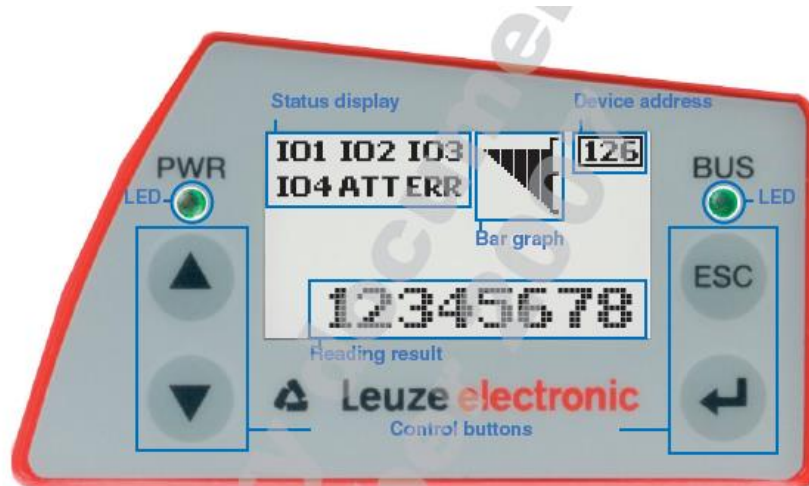 Status display Device address
IO1 IO2 IO3 126
IO4 ATT ERR
PWR BUS
LED LED
Bar graph
ESC
12345678
Reading result
Leuze electronic
Control buttons